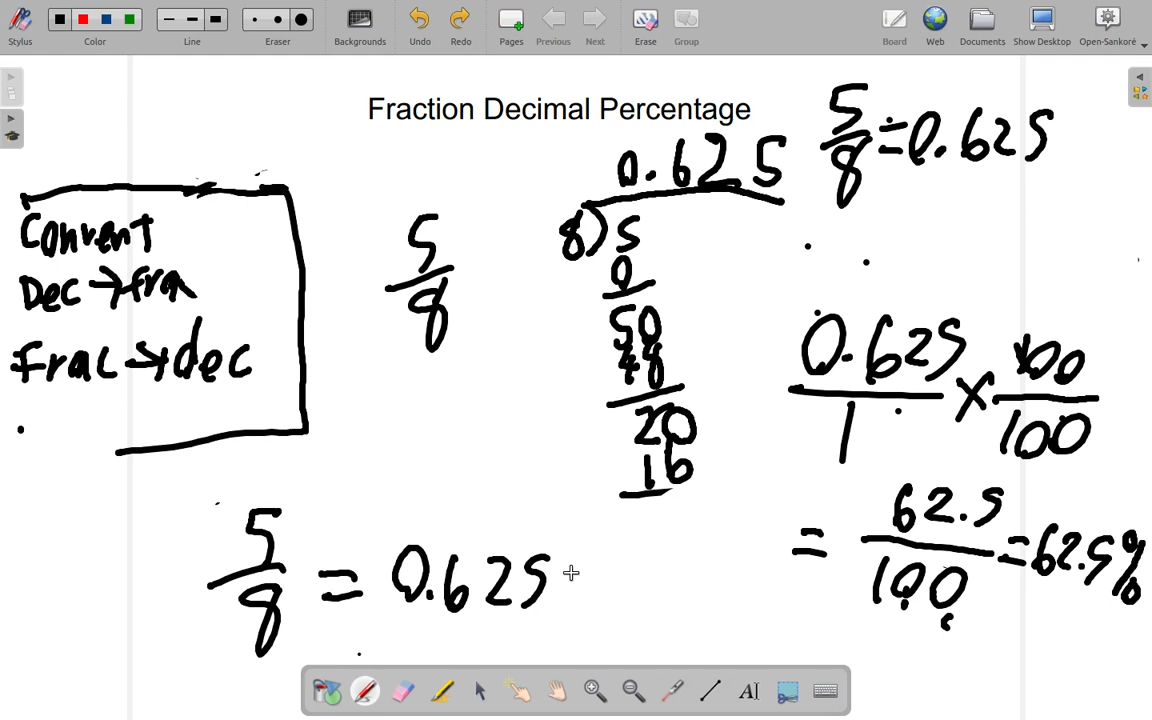 Stylus Color Line Eraser Backgrounds Undo Redo Pages Previous Next Erase Group Board Web Documents Show Desktop Open-Sankoré
Fraction Decimal Percentage
Convent
Dec → fra
Frac → dec
5/8
0.625
8)5
0
50
48
20
16
5/8 = 0.625
0.625/1 × 100/100
= 62.5/100 = 62.5%
5/8 = 0.625